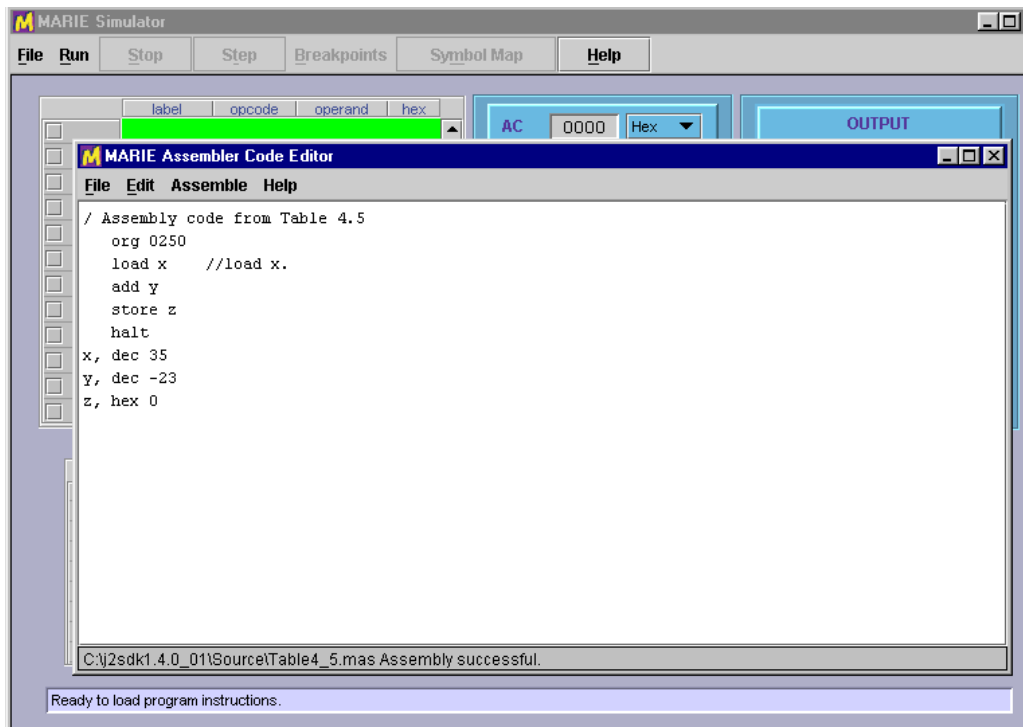 MARIE Simulator
File Run Stop Step Breakpoints Symbol Map Help
label opcode operand hex
AC 0000 Hex
OUTPUT
MARIE Assembler Code Editor
File Edit Assemble Help
/ Assembly code from Table 4.5
org 0250
load x //load x.
add y
store z
halt
x, dec 35
y, dec -23
z, hex 0
C:\j2sdk1.4.0_01\Source\Table4_5.mas Assembly successful.
Ready to load program instructions.